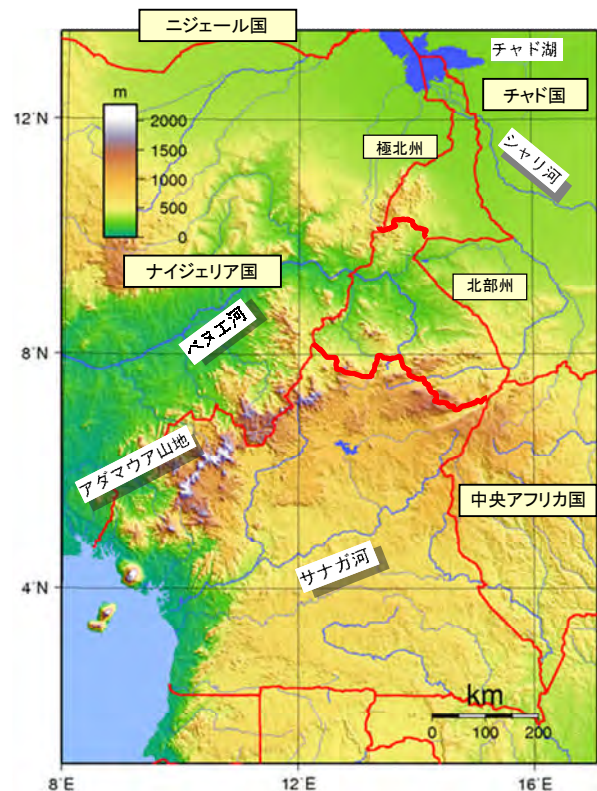 ニジェール国
チャド湖
m
チャド国
2000
12˚N
1500
極北州
シャリ河
1000
500
0
ナイジェリア国
北部州
ベヌエ河
8˚N
アダマウア山地
中央アフリカ国
サナガ河
4˚N
km
0 100 200
8˚E
12˚E
16˚E